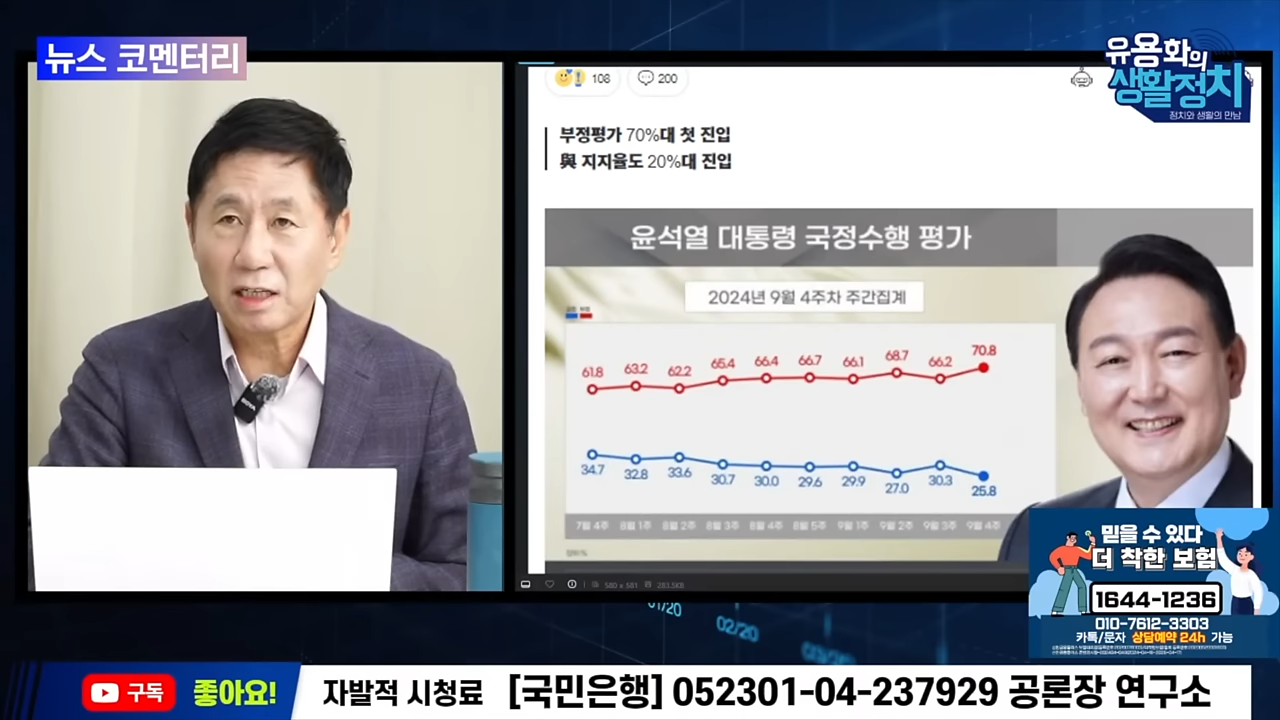 뉴스 코멘터리
유용화의
생활정치
정치와 생활의 만남
108
200
부정평가 70%대 첫 진입
與 지지율도 20%대 진입
윤석열 대통령 국정수행 평가
2024년 9월 4주차 주간집계
61.8 63.2 62.2 65.4 66.4 66.7 66.1 68.7 66.2 70.8
34.7 32.8 33.6 30.7 30.0 29.6 29.9 27.0 30.3 25.8
7월 4주 8월 1주 8월 2주 8월 3주 8월 4주 8월 5주 9월 1주 9월 2주 9월 3주 9월 4주
580 x 581 283.5KB
01/20
02/20
믿을 수 있다
더 착한 보험
1644-1236
010-7612-3303
카톡/문자 상담예약 24h 가능
구독 좋아요! 자발적 시청료 [국민은행] 052301-04-237929 공론장 연구소